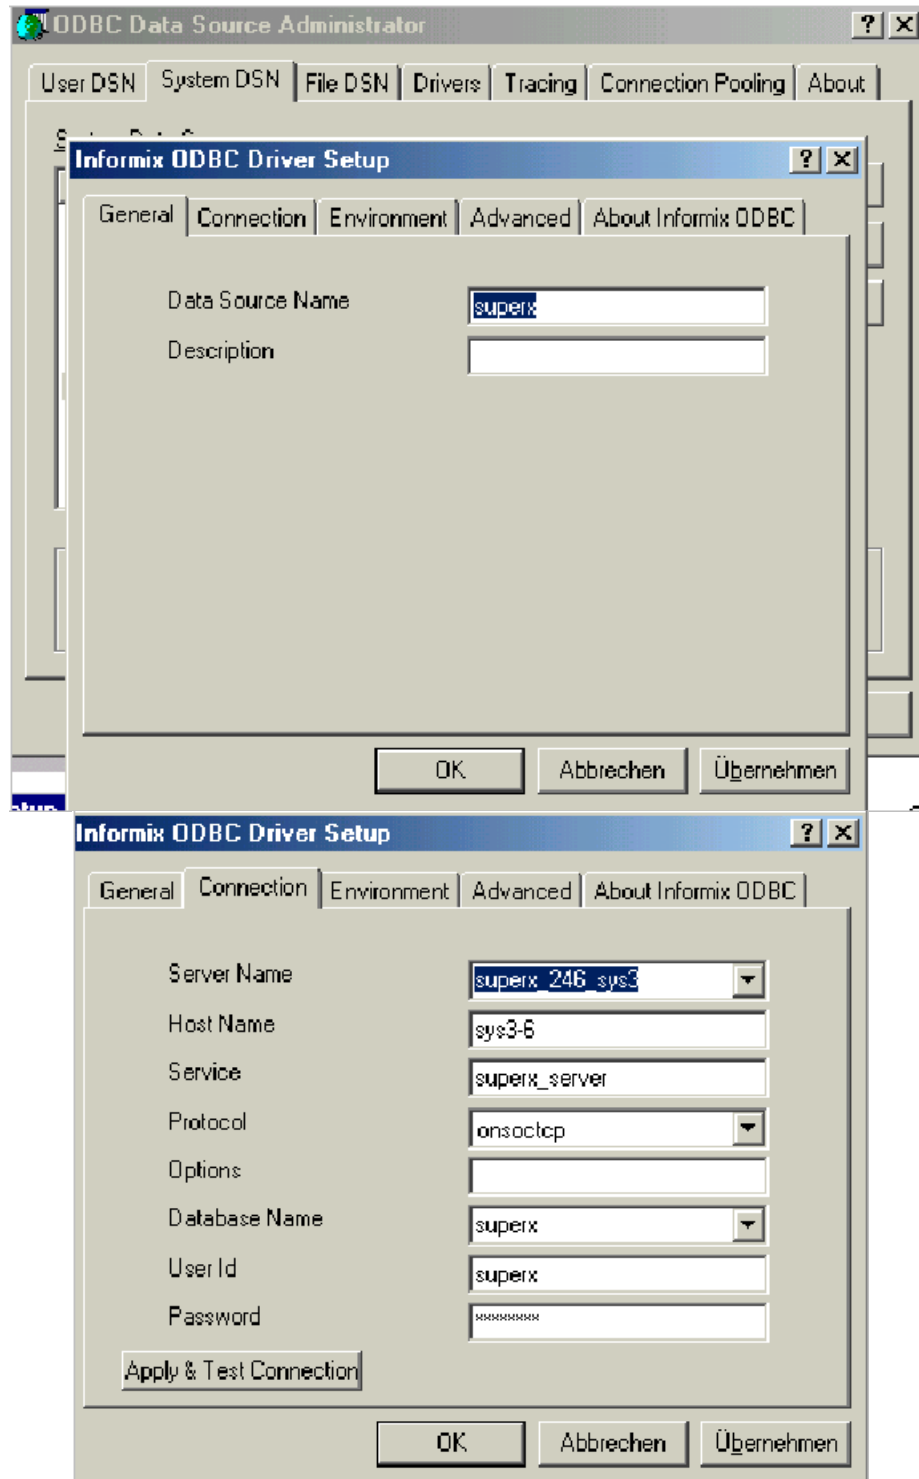 ODBC Data Source Administrator
User DSN System DSN File DSN Drivers Tracing Connection Pooling About
Informix ODBC Driver Setup
General Connection Environment Advanced About Informix ODBC
Data Source Name superx
Description
OK Abbrechen Übernehmen
Informix ODBC Driver Setup
General Connection Environment Advanced About Informix ODBC
Server Name superx_246_sys3
Host Name sys3-6
Service superx_server
Protocol onsoctcp
Options
Database Name superx
User Id superx
Password ********
Apply & Test Connection
OK Abbrechen Übernehmen